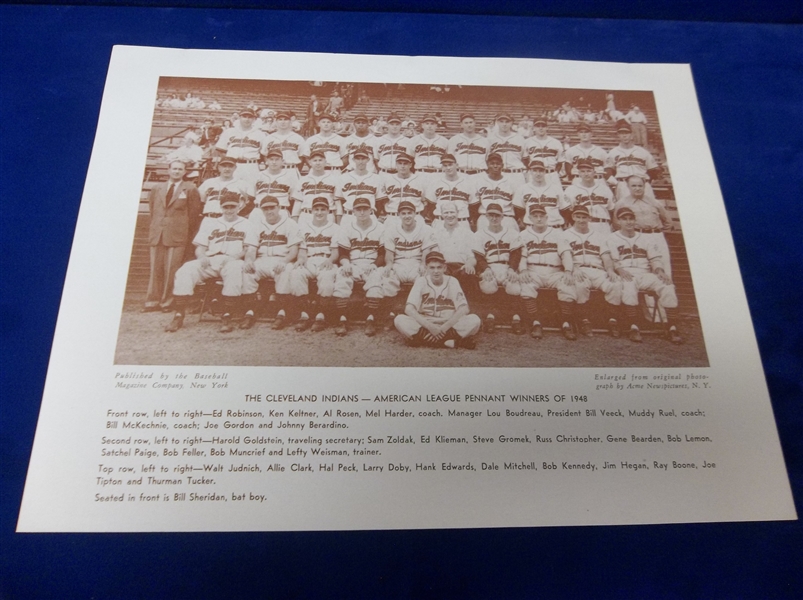 Published by the Baseball
Magazine Company, New York
Enlarged from original photo-
graph by Acme Newspictures, N. Y.
THE CLEVELAND INDIANS — AMERICAN LEAGUE PENNANT WINNERS OF 1948
Front row, left to right—Ed Robinson, Ken Keltner, Al Rosen, Mel Harder, coach. Manager Lou Boudreau, President Bill Veeck, Muddy Ruel, coach;
Bill McKechnie, coach; Joe Gordon and Johnny Berardino.
Second row, left to right—Harold Goldstein, traveling secretary; Sam Zoldak, Ed Klieman, Steve Gromek, Russ Christopher, Gene Bearden, Bob Lemon,
Satchel Paige, Bob Feller, Bob Muncrief and Lefty Weisman, trainer.
Top row, left to right—Walt Judnich, Allie Clark, Hal Peck, Larry Doby, Hank Edwards, Dale Mitchell, Bob Kennedy, Jim Hegan, Ray Boone, Joe
Tipton and Thurman Tucker.
Seated in front is Bill Sheridan, bat boy.